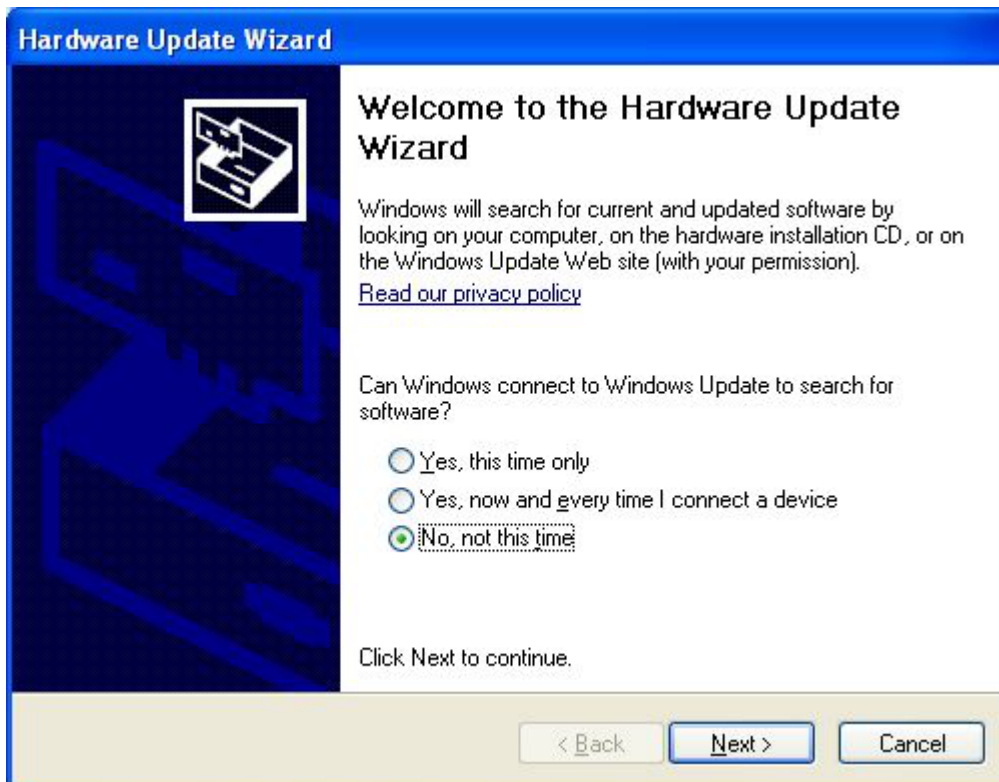 Hardware Update Wizard
Welcome to the Hardware Update
Wizard
Windows will search for current and updated software by
looking on your computer, on the hardware installation CD, or on
the Windows Update Web site (with your permission).
Read our privacy policy
Can Windows connect to Windows Update to search for
software?
Yes, this time only
Yes, now and every time I connect a device
No, not this time
Click Next to continue.
< Back
Next >
Cancel